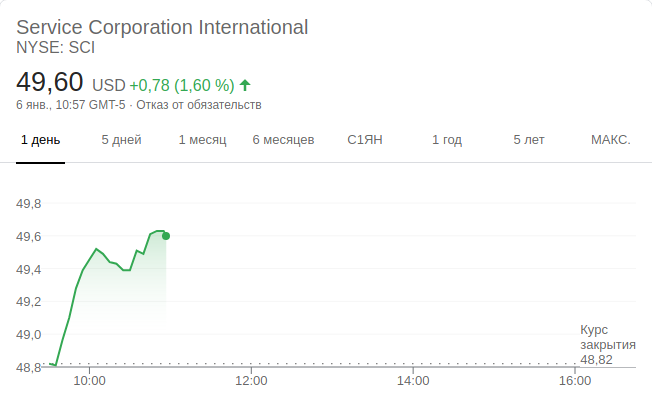 Service Corporation International
NYSE: SCI
49,60 USD +0,78 (1,60 %)
6 янв., 10:57 GMT-5 · Отказ от обязательств
1 день 5 дней 1 месяц 6 месяцев С1ЯН 1 год 5 лет МАКС.
49,8
49,6
49,4
49,2
49,0
48,8
Курс
закрытия
48,82
10:00 12:00 14:00 16:00